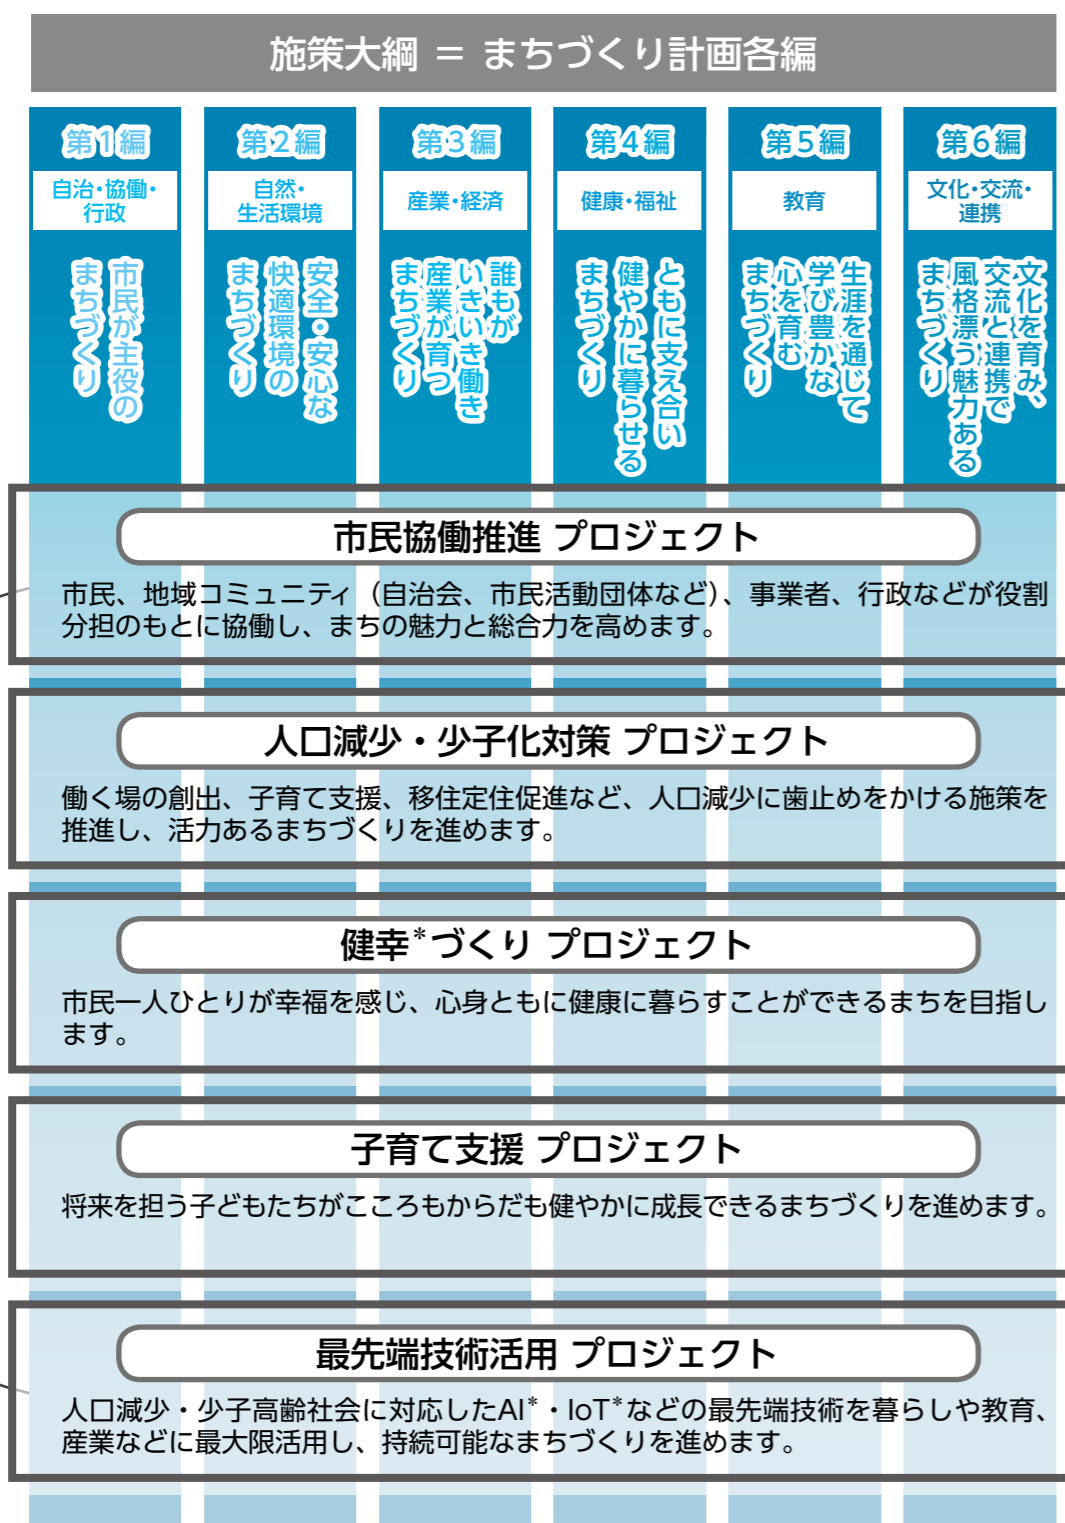 施策大綱 ＝ まちづくり計画各編
第1編
自治・協働・
行政
市民が主役の
まちづくり
第2編
自然・
生活環境
安全・安心な
快適環境の
まちづくり
第3編
産業・経済
誰もが
いきいき働き
産業が育つ
まちづくり
第4編
健康・福祉
ともに支え合い
健やかに暮らせる
まちづくり
第5編
教育
生涯を通じて
学び豊かな
心を育む
まちづくり
第6編
文化・交流・
連携
文化を育み、
交流と連携で
風格漂う魅力ある
まちづくり
市民協働推進 プロジェクト
市民、地域コミュニティ（自治会、市民活動団体など）、事業者、行政などが役割
分担のもとに協働し、まちの魅力と総合力を高めます。
人口減少・少子化対策 プロジェクト
働く場の創出、子育て支援、移住定住促進など、人口減少に歯止めをかける施策を
推進し、活力あるまちづくりを進めます。
健幸*づくり プロジェクト
市民一人ひとりが幸福を感じ、心身ともに健康に暮らすことができるまちを目指し
ます。
子育て支援 プロジェクト
将来を担う子どもたちがこころもからだも健やかに成長できるまちづくりを進めます。
最先端技術活用 プロジェクト
人口減少・少子高齢社会に対応したAI*・IoT*などの最先端技術を暮らしや教育、
産業などに最大限活用し、持続可能なまちづくりを進めます。